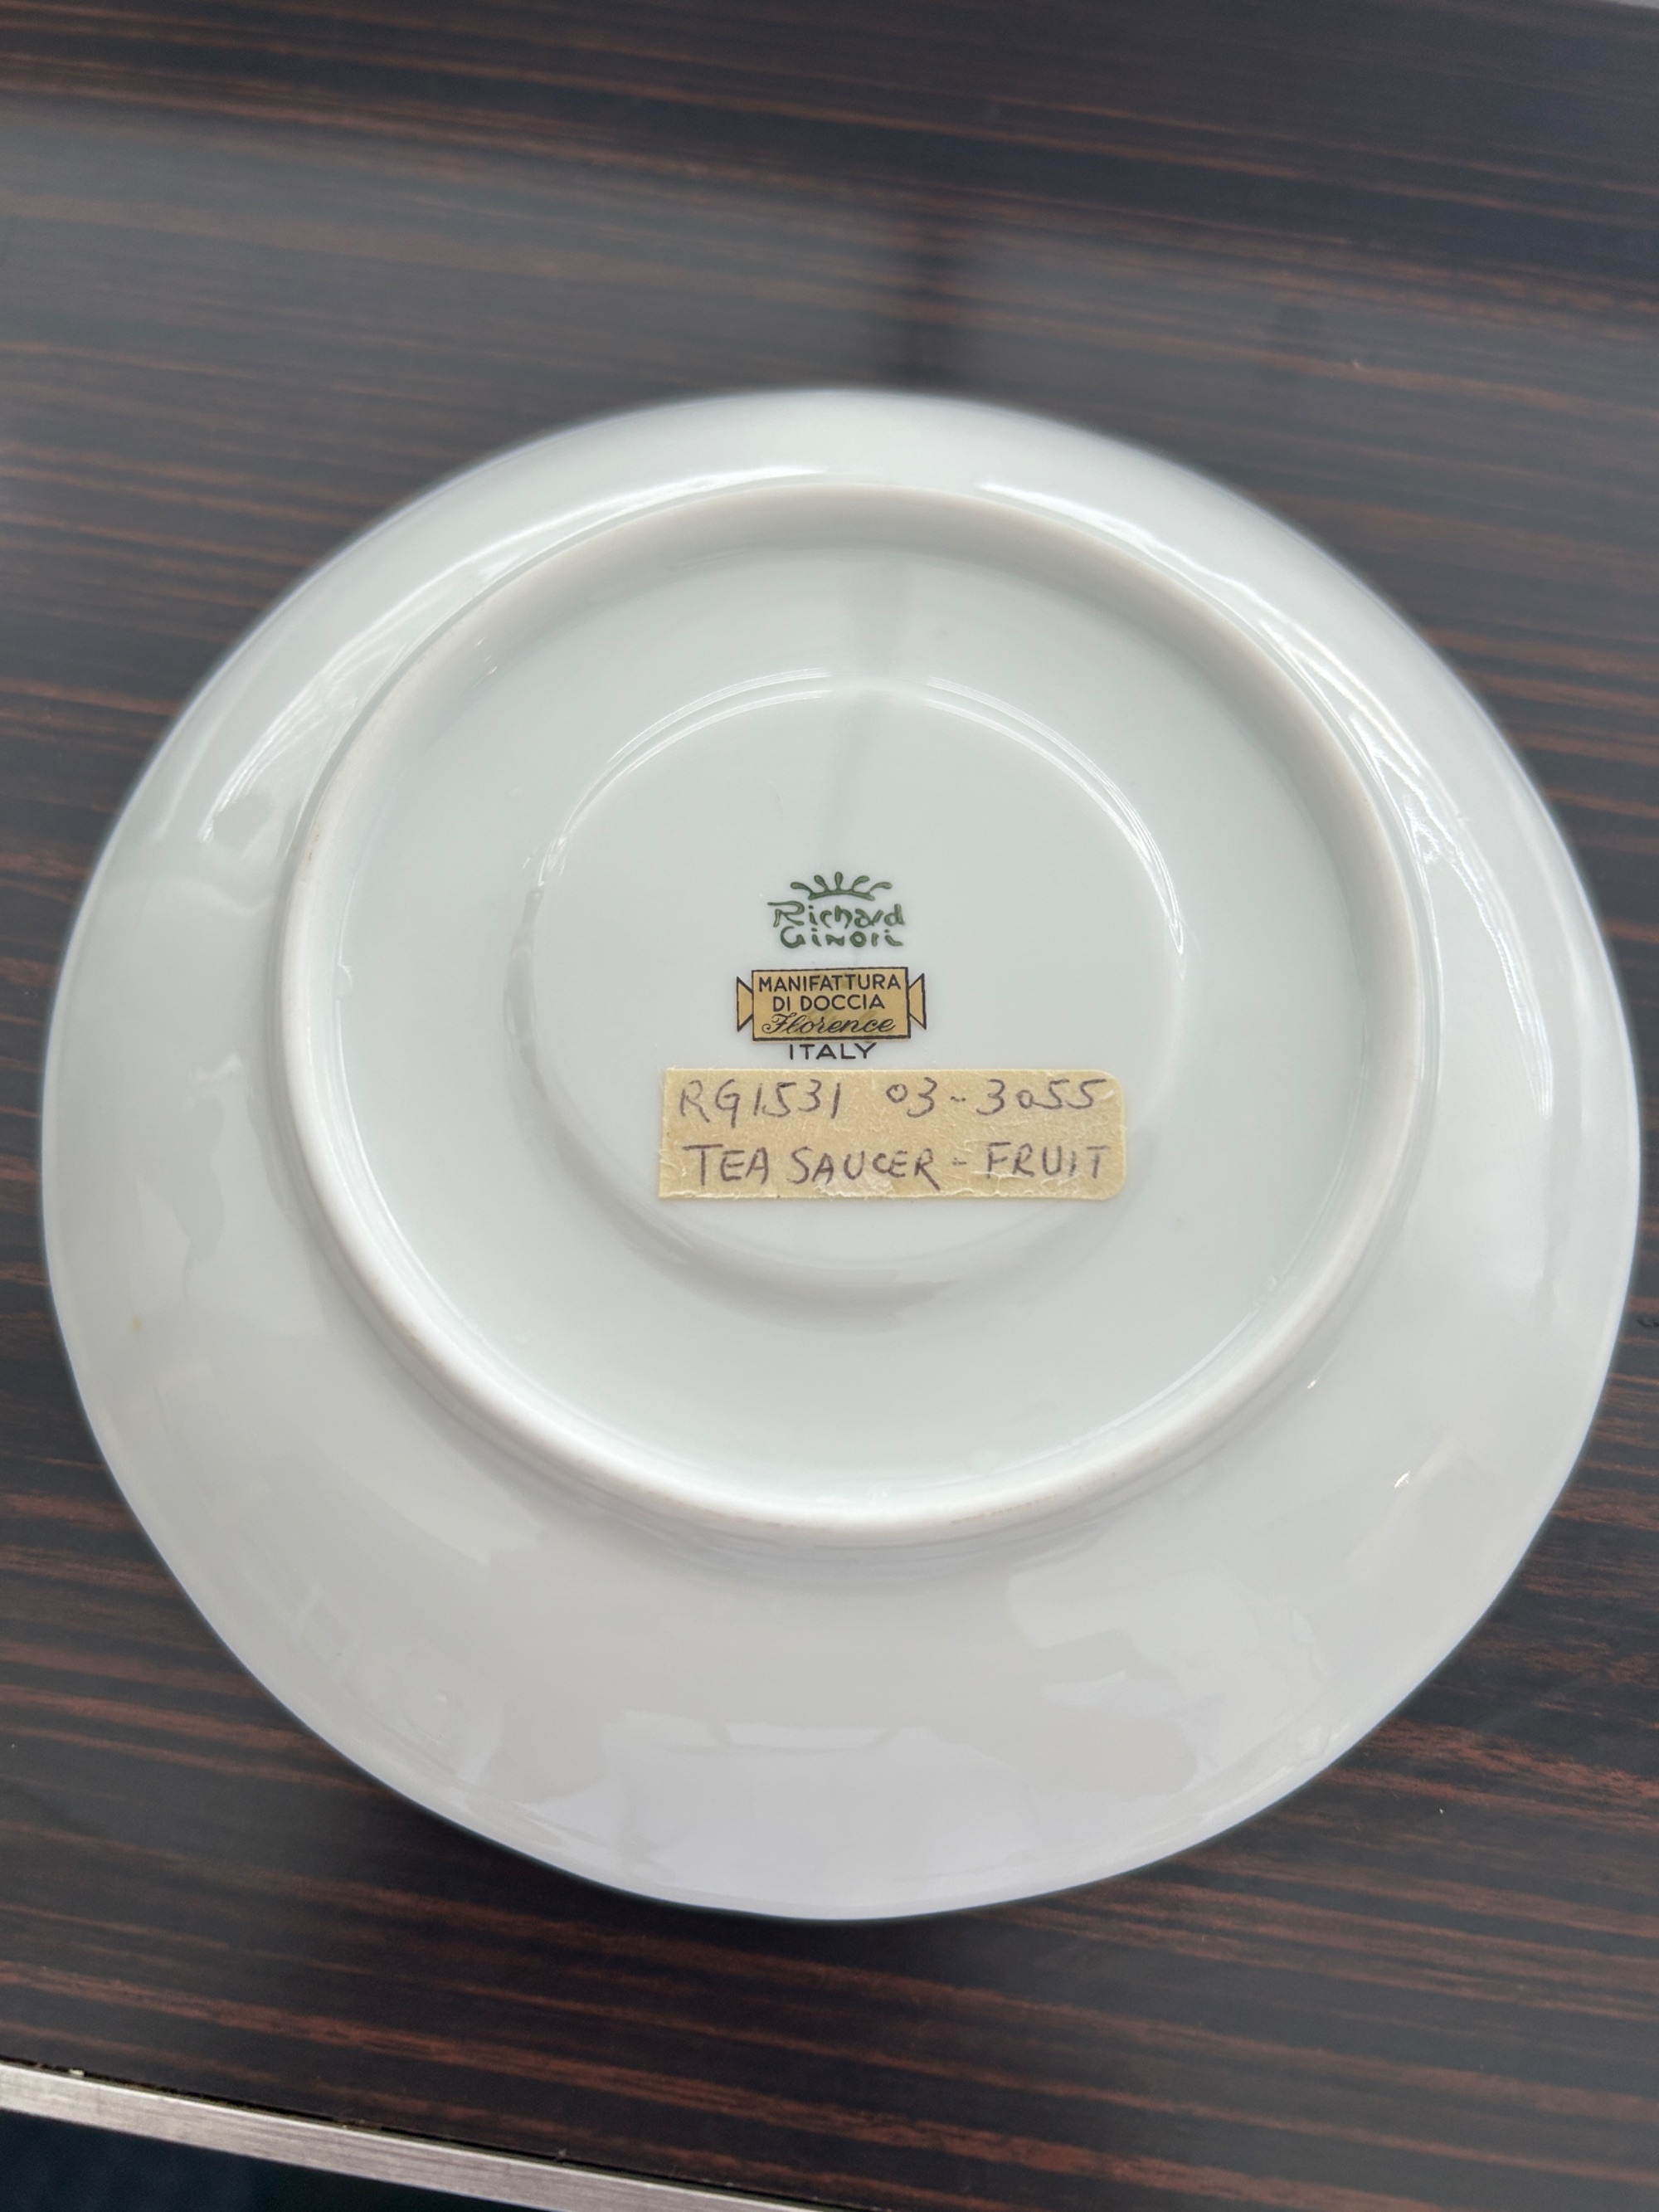 Richard
Ginori
MANIFATTURA
DI DOCCIA
Florence
ITALY
RG1531 03-3055
TEA SAUCER - FRUIT